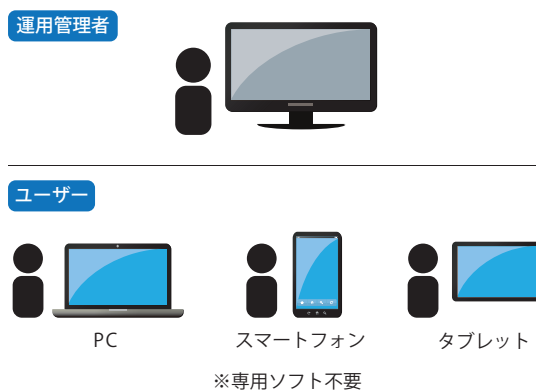 運用管理者
ユーザー
PC
スマートフォン
タブレット
※専用ソフト不要